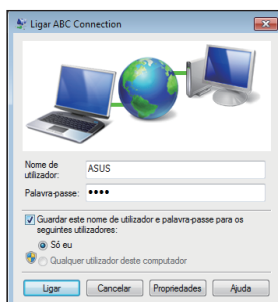 Ligar ABC Connection
Nome de
utilizador:
ASUS
Palavra-passe:
••••
Guardar este nome de utilizador e palavra-passe para os
seguintes utilizadores:
Só eu
Qualquer utilizador deste computador
Ligar
Cancelar
Propriedades
Ajuda